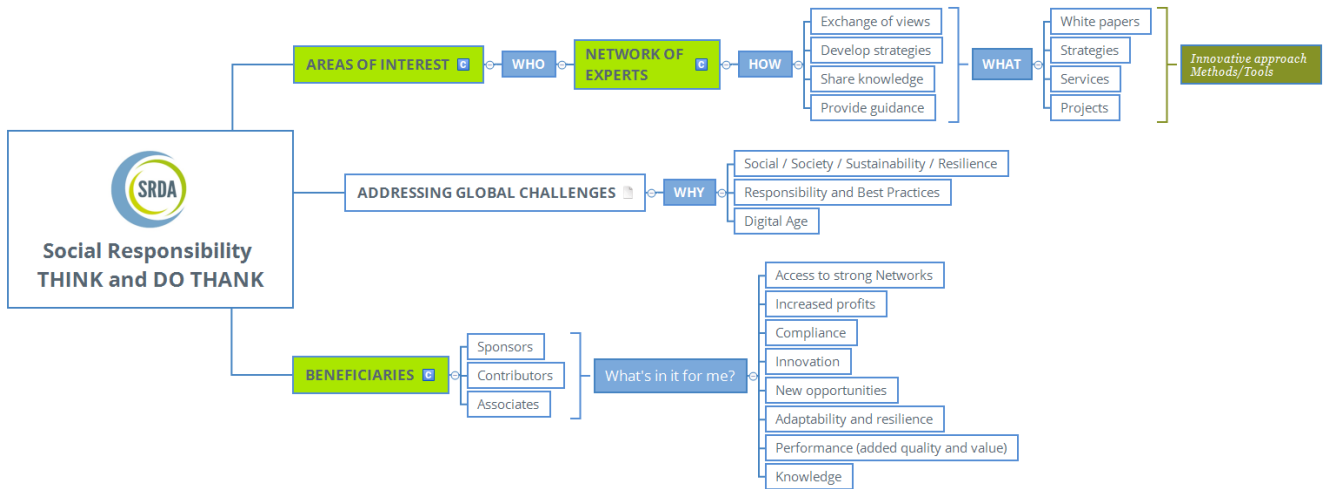 SRDA
Social Responsibility
THINK and DO THANK
AREAS OF INTEREST
C
WHO
NETWORK OF
EXPERTS
C
HOW
Exchange of views
Develop strategies
Share knowledge
Provide guidance
WHAT
White papers
Strategies
Services
Projects
Innovative approach
Methods/Tools
ADDRESSING GLOBAL CHALLENGES
WHY
Social / Society / Sustainability / Resilience
Responsibility and Best Practices
Digital Age
BENEFICIARIES
C
Sponsors
Contributors
Associates
What's in it for me?
Access to strong Networks
Increased profits
Compliance
Innovation
New opportunities
Adaptability and resilience
Performance (added quality and value)
Knowledge